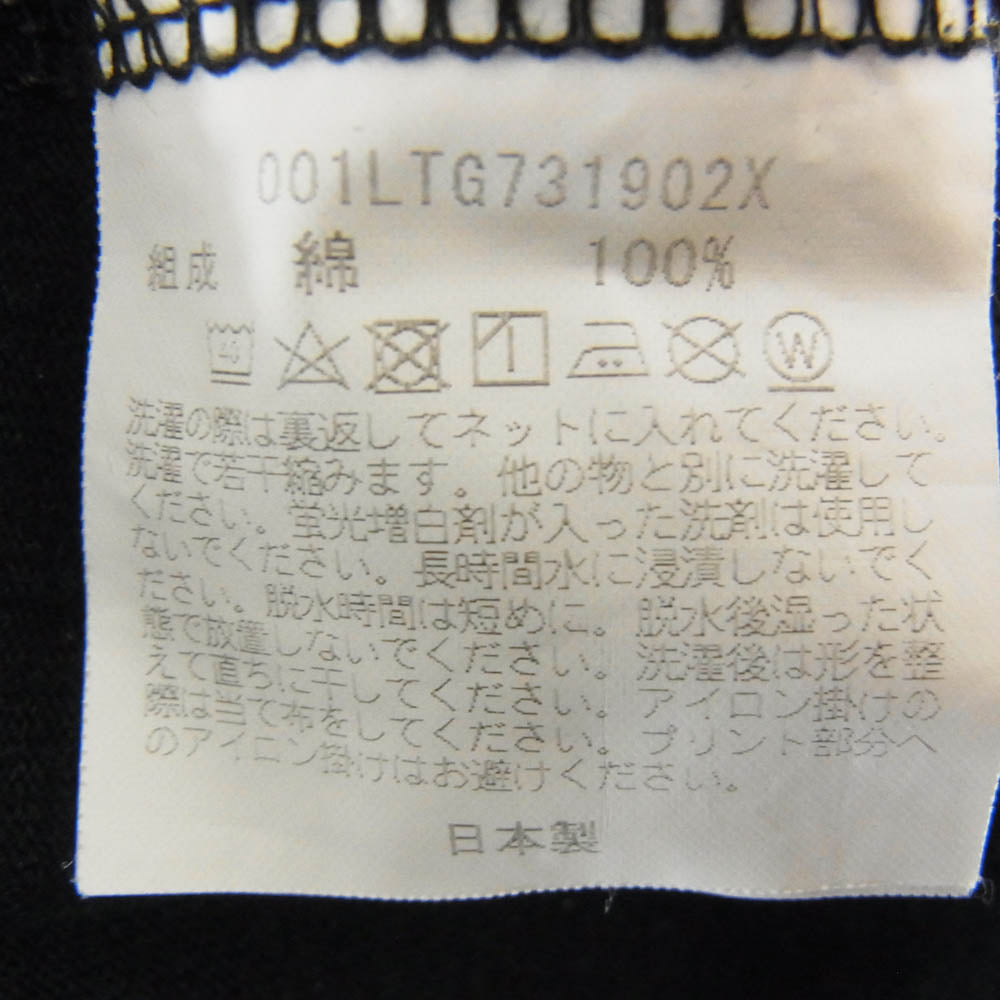 001LTG731902X
組成 綿 100%
40 W
洗濯の際は裏返してネットに入れてください。
洗濯で若干縮みます。他の物と別に洗濯して
ください。蛍光増白剤が入った洗剤は使用し
ないでください。長時間水に浸漬しないでく
ださい。脱水時間は短めに。脱水後湿った状
態で放置しないでください。洗濯後は形を整
えて直ちに干してください。アイロン掛けの
際は当て布をしてください。プリント部分へ
のアイロン掛けはお避けください。
日本製